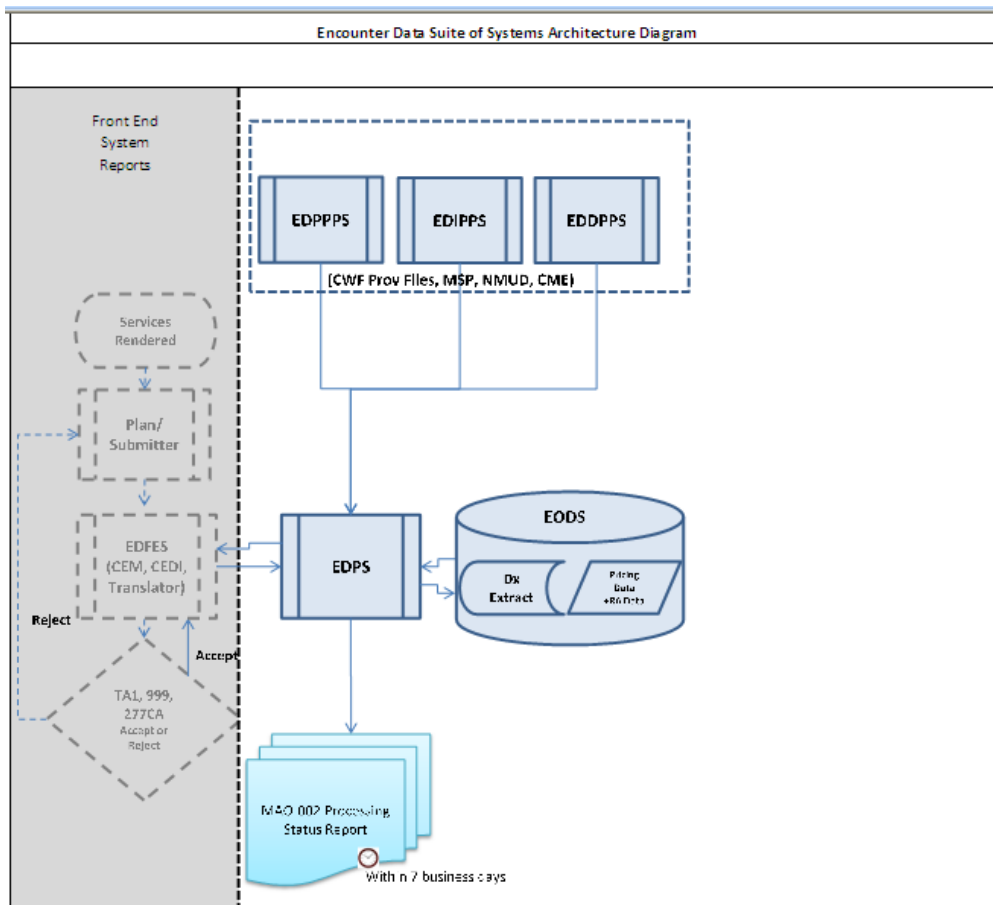 Encounter Data Suite of Systems Architecture Diagram
Front End
System
Reports
EDPPPS
EDIPPS
EDDPPS
(CWF Prov Files, MSP, NMUD, CME)
Services
Rendered
Plan/
Submitter
EDFES
(CEM, CEDI,
Translator)
EDPS
EODS
Dx
Extract
Pricing
Data
+RA Data
Reject
Accept
TA1, 999,
277CA
Accept or
Reject
MAO 002 Processing
Status Report
Within 7 business days